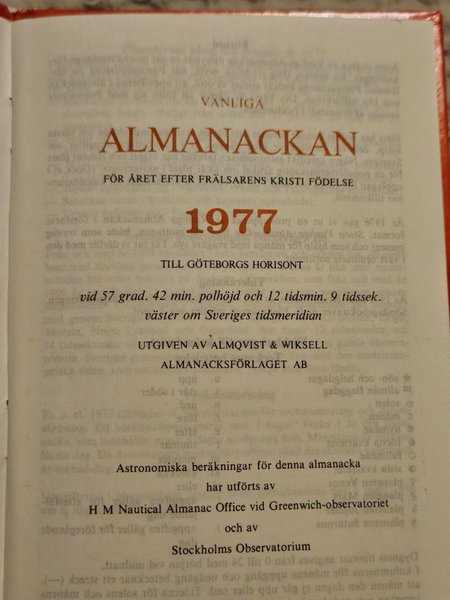 VANLIGA
ALMANACKAN
FÖR ÅRET EFTER FRÄLSARENS KRISTI FÖDELSE
1977
TILL GÖTEBORGS HORISONT
vid 57 grad. 42 min. polhöjd och 12 tidsmin. 9 tidssek.
väster om Sveriges tidsmeridian
UTGIVEN AV ALMQVIST & WIKSELL
ALMANACKSFÖRLAGET AB
Astronomiska beräkningar för denna almanacka
har utförts av
H M Nautical Almanac Office vid Greenwich-observatoriet
och av
Stockholms Observatorium